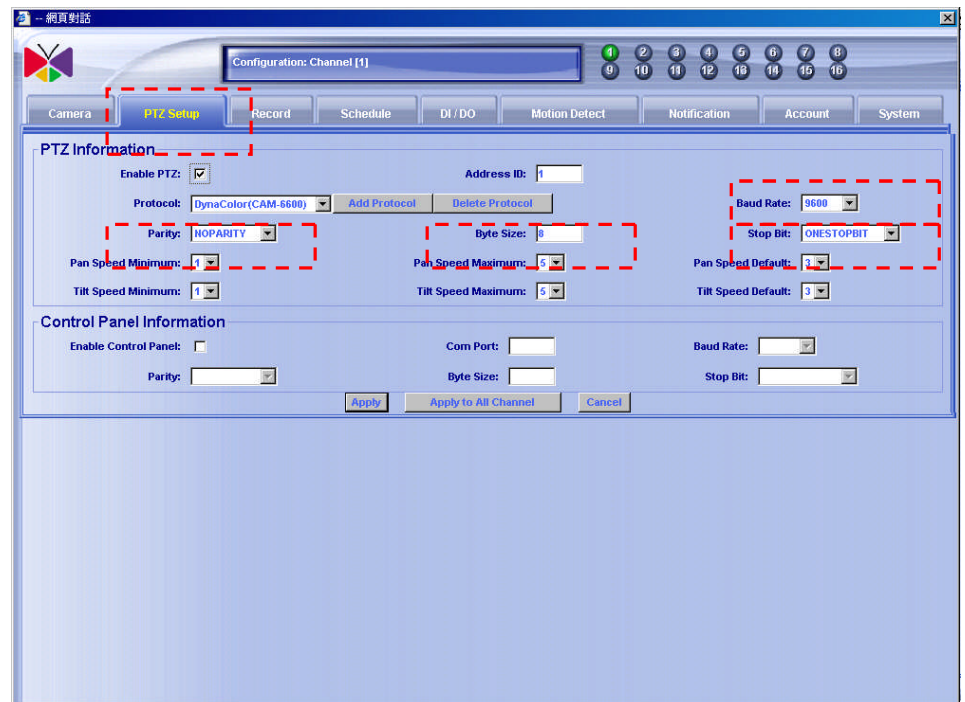 -- 網頁對話
Configuration: Channel [1]
1 2 3 4 5 6 7 8
9 10 11 12 13 14 15 16
Camera PTZ Setup Record Schedule DI / DO Motion Detect Notification Account System
PTZ Information
Enable PTZ: Address ID: 1
Protocol: DynaColor(CAM-6600) Add Protocol Delete Protocol Baud Rate: 9600
Parity: NOPARITY Byte Size: 8 Stop Bit: ONESTOPBIT
Pan Speed Minimum: 1 Pan Speed Maximum: 5 Pan Speed Default: 3
Tilt Speed Minimum: 1 Tilt Speed Maximum: 5 Tilt Speed Default: 3
Control Panel Information
Enable Control Panel: Com Port: Baud Rate:
Parity: Byte Size: Stop Bit:
Apply Apply to All Channel Cancel